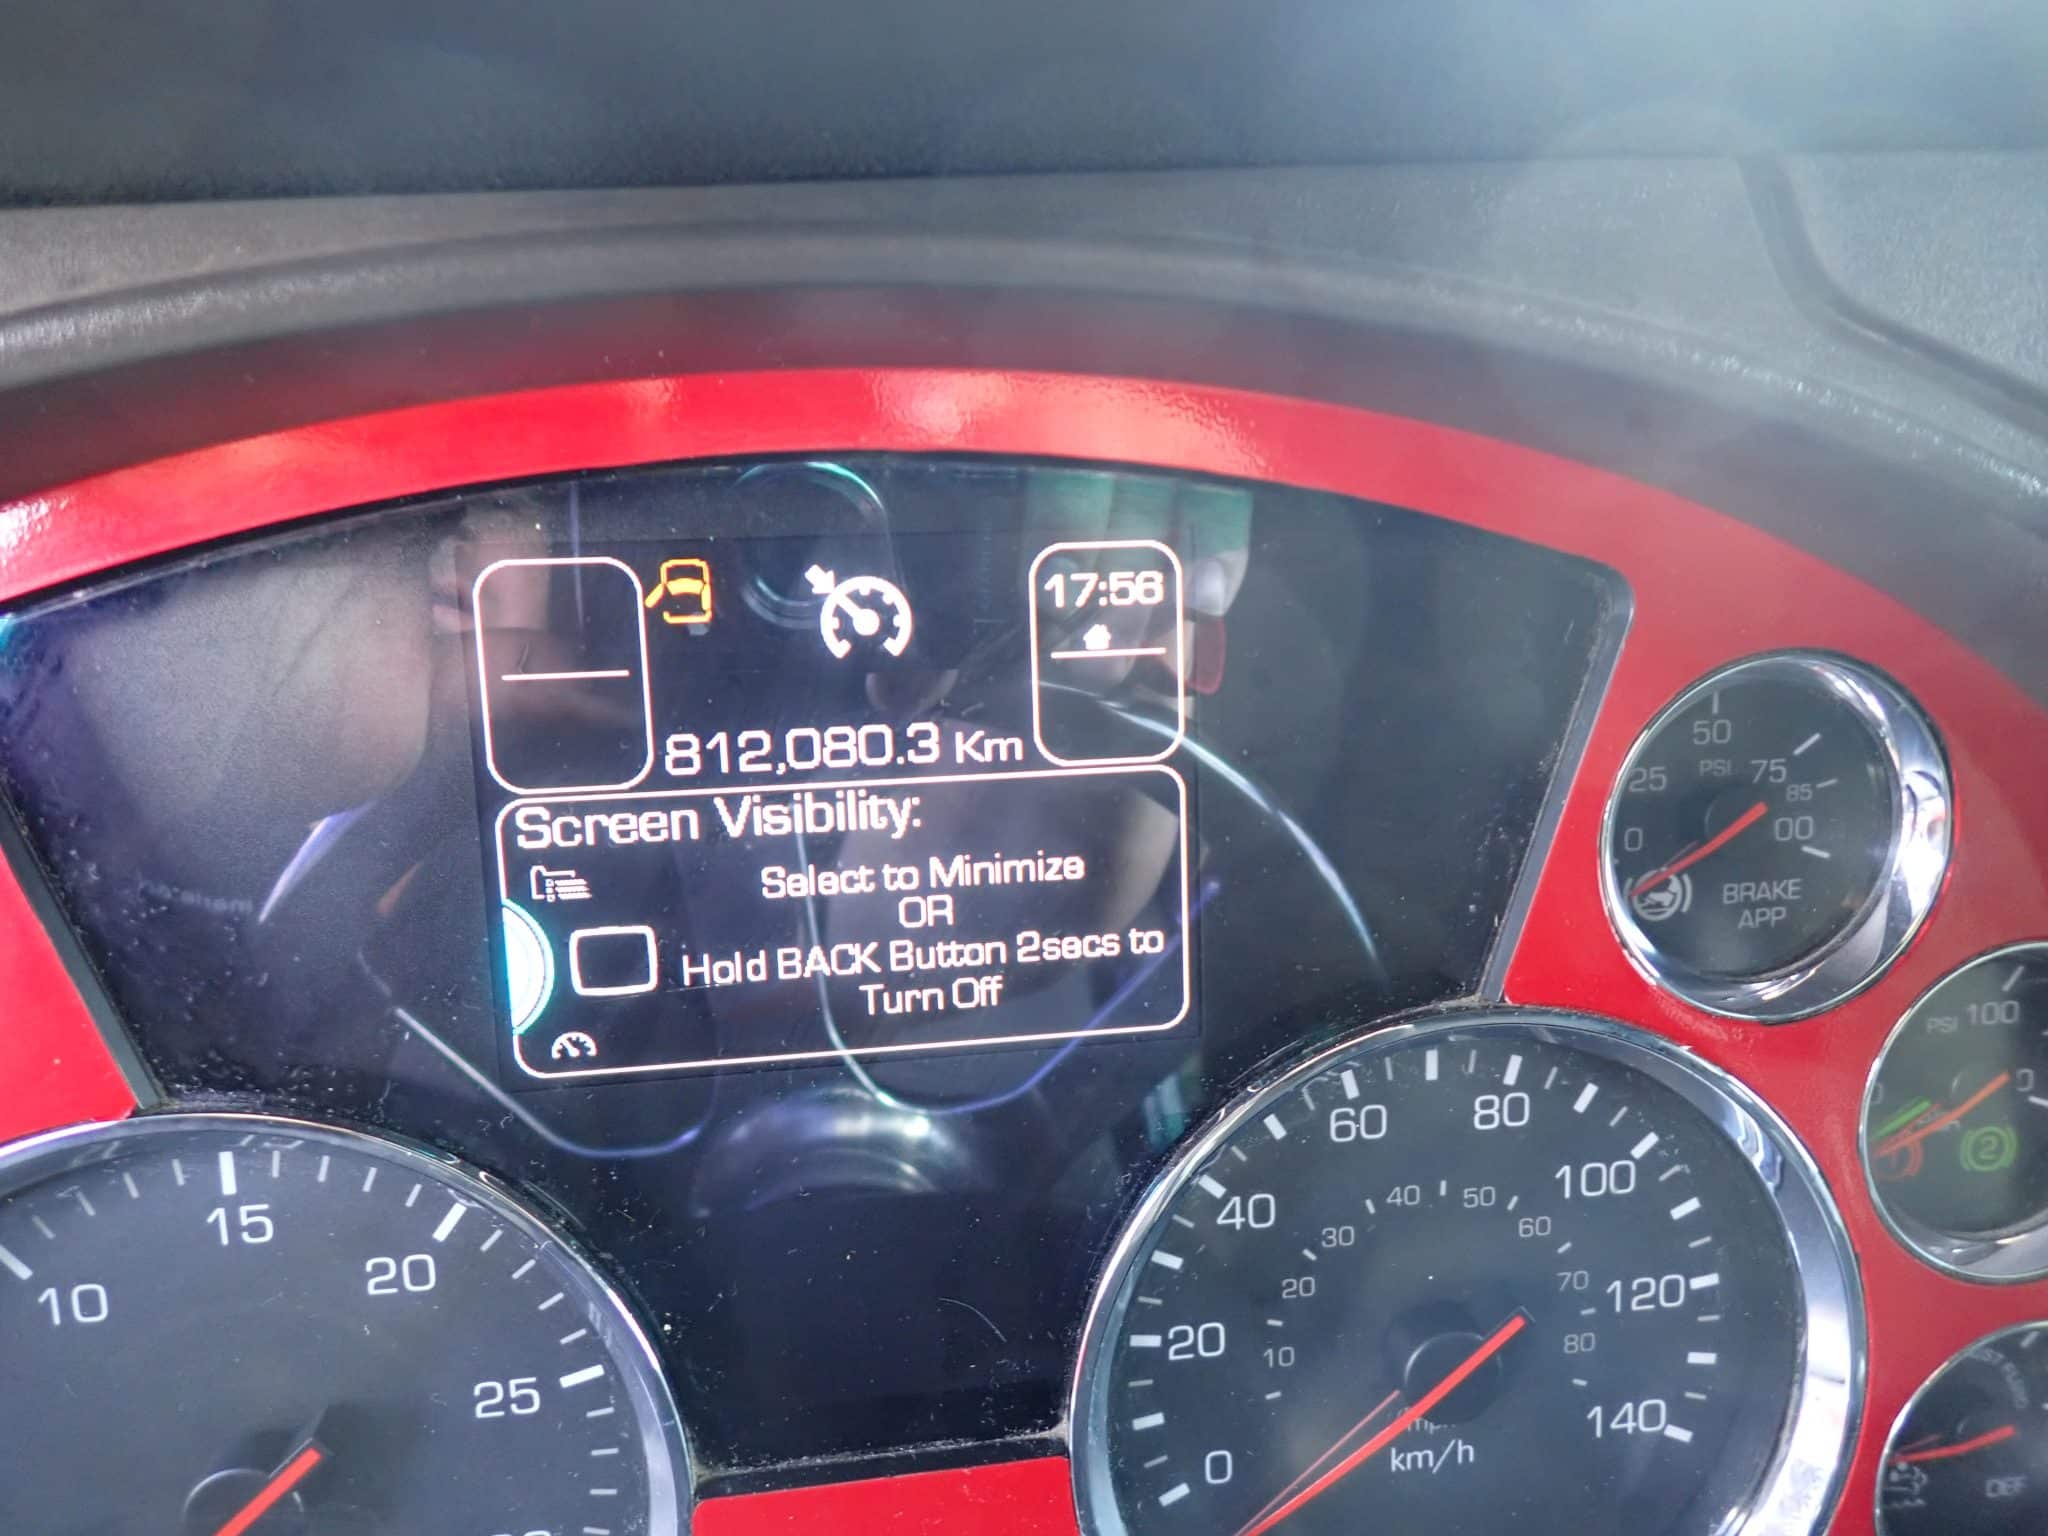 17:56
812,080.3 Km
Screen Visibility:
Select to Minimize
OR
Hold BACK Button 2secs to
Turn Off
50
25 PSI 75
85
0 00
BRAKE
APP
PSI 100
2
10 15 20 25
0 20 40 60 80 100 120 140
10 20 30 40 50 60 70 80
km/h